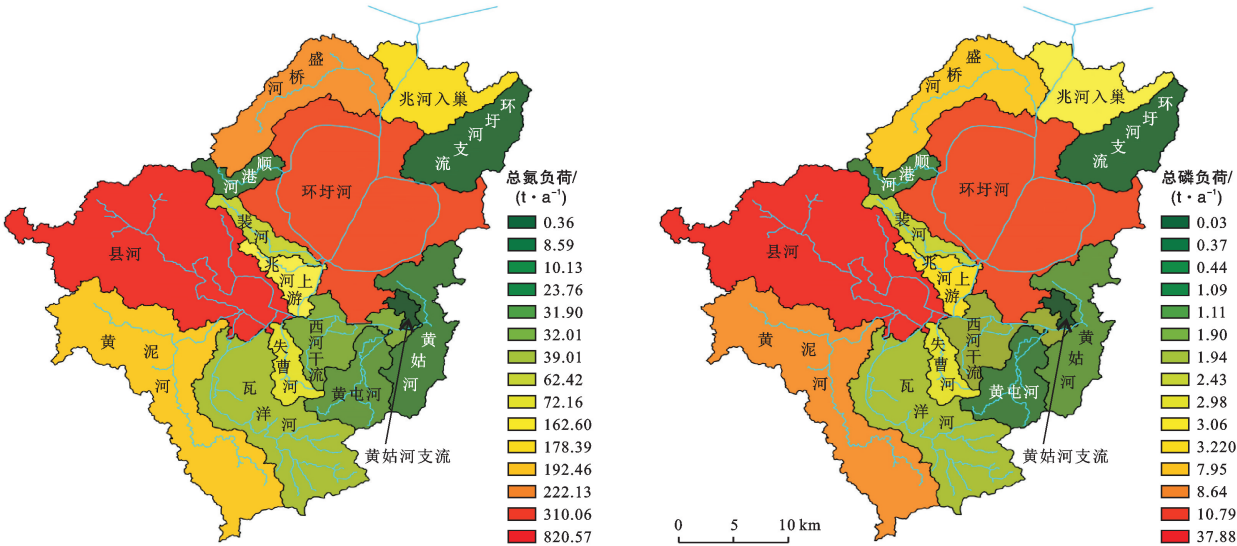 盛桥河
兆河入巢
环圩河支流
顺港河
环圩河
裴河
县河
兆河上游
黄泥河
西河干流
失曹河
黄姑河
黄屯河
瓦洋河
黄姑河支流
总氮负荷/
(t·a⁻¹)
0.36
8.59
10.13
23.76
31.90
32.01
39.01
62.42
72.16
162.60
178.39
192.46
222.13
310.06
820.57
盛桥河
兆河入巢
环圩河支流
顺港河
环圩河
裴河
县河
兆河上游
黄泥河
西河干流
失曹河
黄姑河
黄屯河
瓦洋河
黄姑河支流
0 5 10 km
总磷负荷/
(t·a⁻¹)
0.03
0.37
0.44
1.09
1.11
1.90
1.94
2.43
2.98
3.06
3.220
7.95
8.64
10.79
37.88